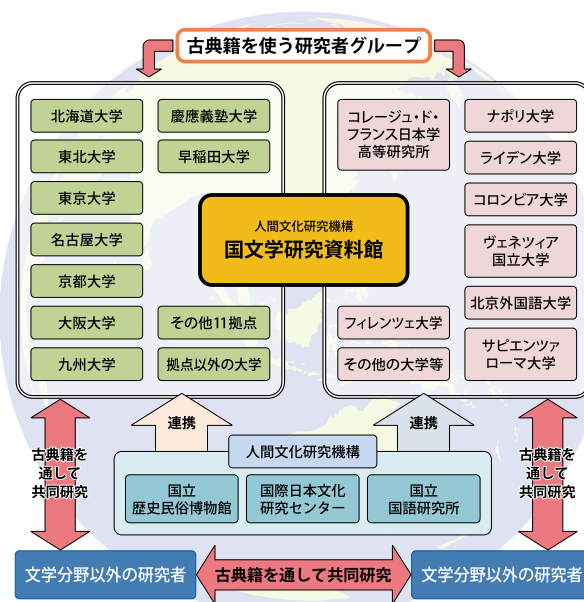 古典籍を使う研究者グループ
北海道大学
慶應義塾大学
東北大学
早稲田大学
東京大学
名古屋大学
京都大学
大阪大学
その他11拠点
九州大学
拠点以外の大学
人間文化研究機構
国文学研究資料館
コレージュ・ド・
フランス日本学
高等研究所
ナポリ大学
ライデン大学
コロンビア大学
ヴェネツィア
国立大学
北京外国語大学
フィレンツェ大学
サピエンツァ
ローマ大学
その他の大学等
連携
連携
古典籍を
通して
共同研究
人間文化研究機構
国立
歴史民俗博物館
国際日本文化
研究センター
国立
国語研究所
古典籍を
通して
共同研究
文学分野以外の研究者
古典籍を通して共同研究
文学分野以外の研究者